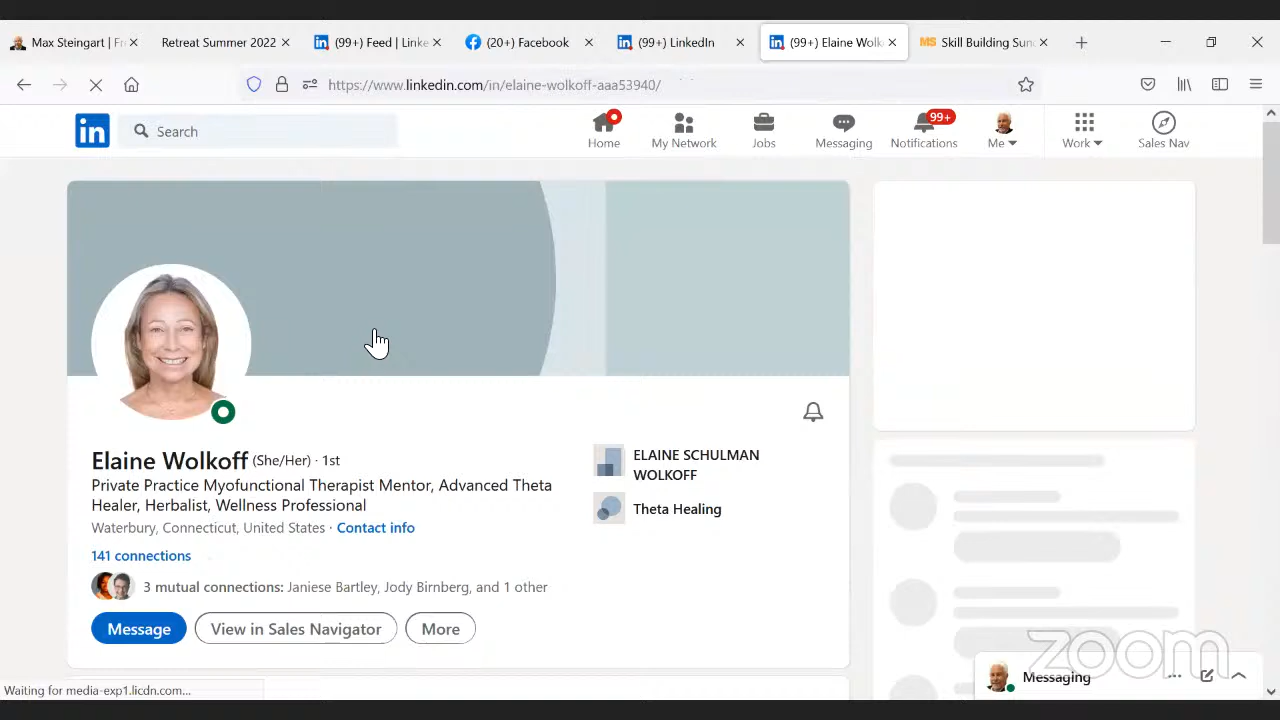 Max Steingart | Fr
Retreat Summer 2022
(99+) Feed | Linke
(20+) Facebook
(99+) LinkedIn
(99+) Elaine Wolk
MS Skill Building Sun
https://www.linkedin.com/in/elaine-wolkoff-aaa53940/
in
Search
Home
My Network
Jobs
Messaging
99+
Notifications
Me
Work
Sales Nav
Elaine Wolkoff (She/Her) · 1st
Private Practice Myofunctional Therapist Mentor, Advanced Theta
Healer, Herbalist, Wellness Professional
Waterbury, Connecticut, United States · Contact info
141 connections
3 mutual connections: Janiese Bartley, Jody Birnberg, and 1 other
Message
View in Sales Navigator
More
ELAINE SCHULMAN
WOLKOFF
Theta Healing
zoom
Messaging
Waiting for media-exp1.licdn.com...